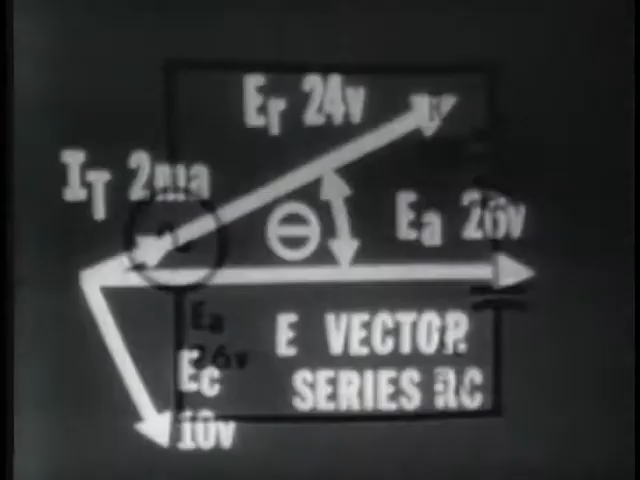 Er 24v
IT 2ma
Ea 26v
Θ
Ea
26v
E VECTOR
SERIES RC
Ec
10v